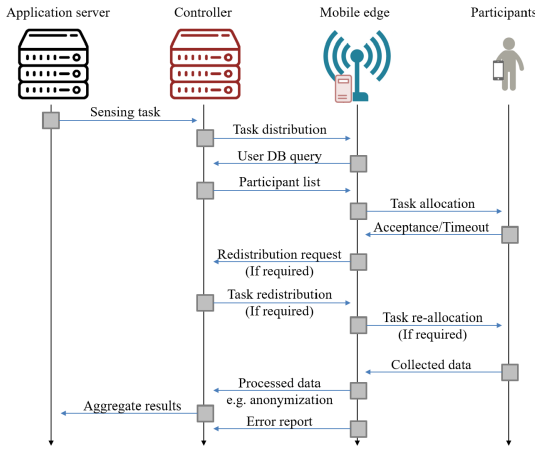 Application server
Controller
Mobile edge
Participants
Sensing task
Task distribution
User DB query
Participant list
Task allocation
Acceptance/Timeout
Redistribution request
(If required)
Task redistribution
(If required)
Task re-allocation
(If required)
Collected data
Processed data
e.g. anonymization
Aggregate results
Error report